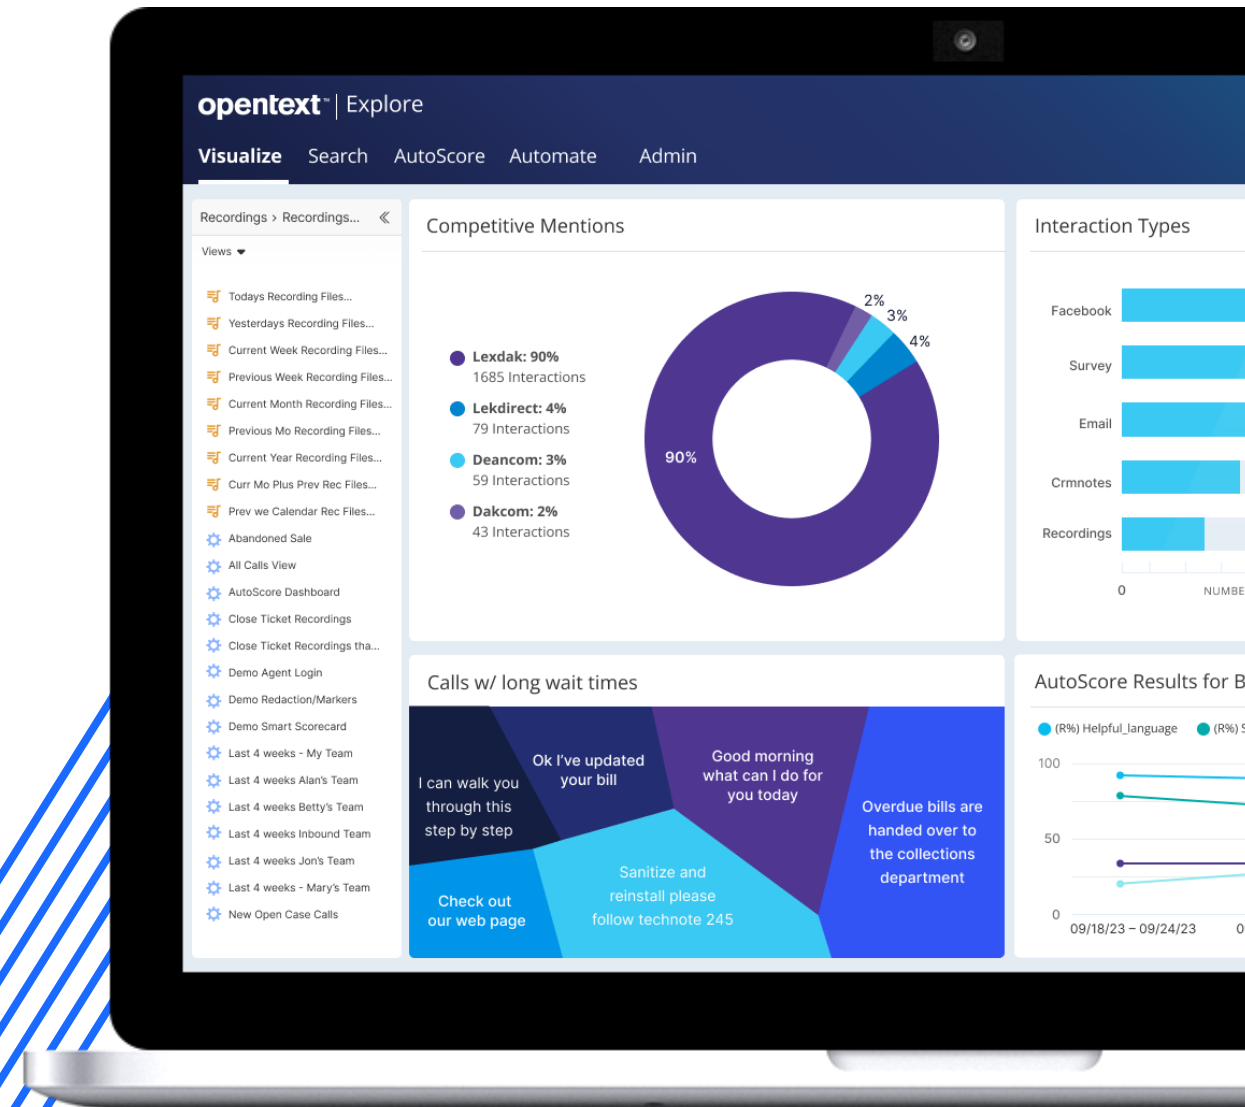 opentext™ | Explore
Visualize Search AutoScore Automate Admin
Recordings › Recordings...
Views
Todays Recording Files...
Yesterdays Recording Files...
Current Week Recording Files...
Previous Week Recording Files...
Current Month Recording Files...
Previous Mo Recording Files...
Current Year Recording Files...
Curr Mo Plus Prev Rec Files...
Prev we Calendar Rec Files...
Abandoned Sale
All Calls View
AutoScore Dashboard
Close Ticket Recordings
Close Ticket Recordings tha...
Demo Agent Login
Demo Redaction/Markers
Demo Smart Scorecard
Last 4 weeks - My Team
Last 4 weeks Alan's Team
Last 4 weeks Betty's Team
Last 4 weeks Inbound Team
Last 4 weeks Jon's Team
Last 4 weeks - Mary's Team
New Open Case Calls
Competitive Mentions
Lexdak: 90%
1685 Interactions
Lekdirect: 4%
79 Interactions
Deancom: 3%
59 Interactions
Dakcom: 2%
43 Interactions
2%
3%
4%
90%
Interaction Types
Facebook
Survey
Email
Crmnotes
Recordings
0
NUMBE
Calls w/ long wait times
I can walk you
through this
step by step
Ok I've updated
your bill
Good morning
what can I do for
you today
Overdue bills are
handed over to
the collections
department
Check out
our web page
Sanitize and
reinstall please
follow technote 245
AutoScore Results for B
(R%) Helpful_language (R%) S
100
50
0
09/18/23 – 09/24/23 0